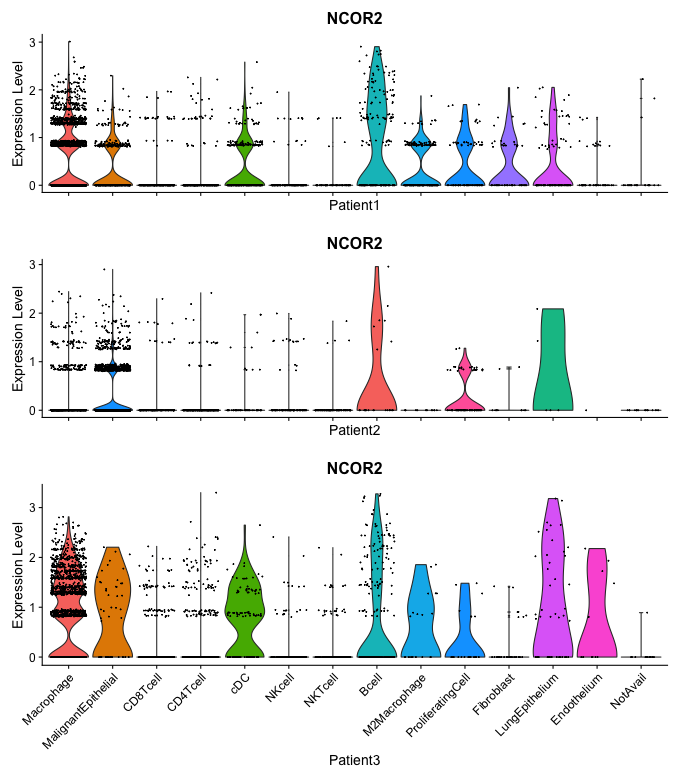 NCOR2
Expression Level
3
2
1
0
Patient1
NCOR2
Expression Level
3
2
1
0
Patient2
NCOR2
Expression Level
3
2
1
0
Macrophage
MalignantEpithelial
CD8Tcell
CD4Tcell
cDC
NKcell
NKTcell
Bcell
M2Macrophage
ProliferatingCell
Fibroblast
LungEpithelium
Endothelium
NotAvail
Patient3